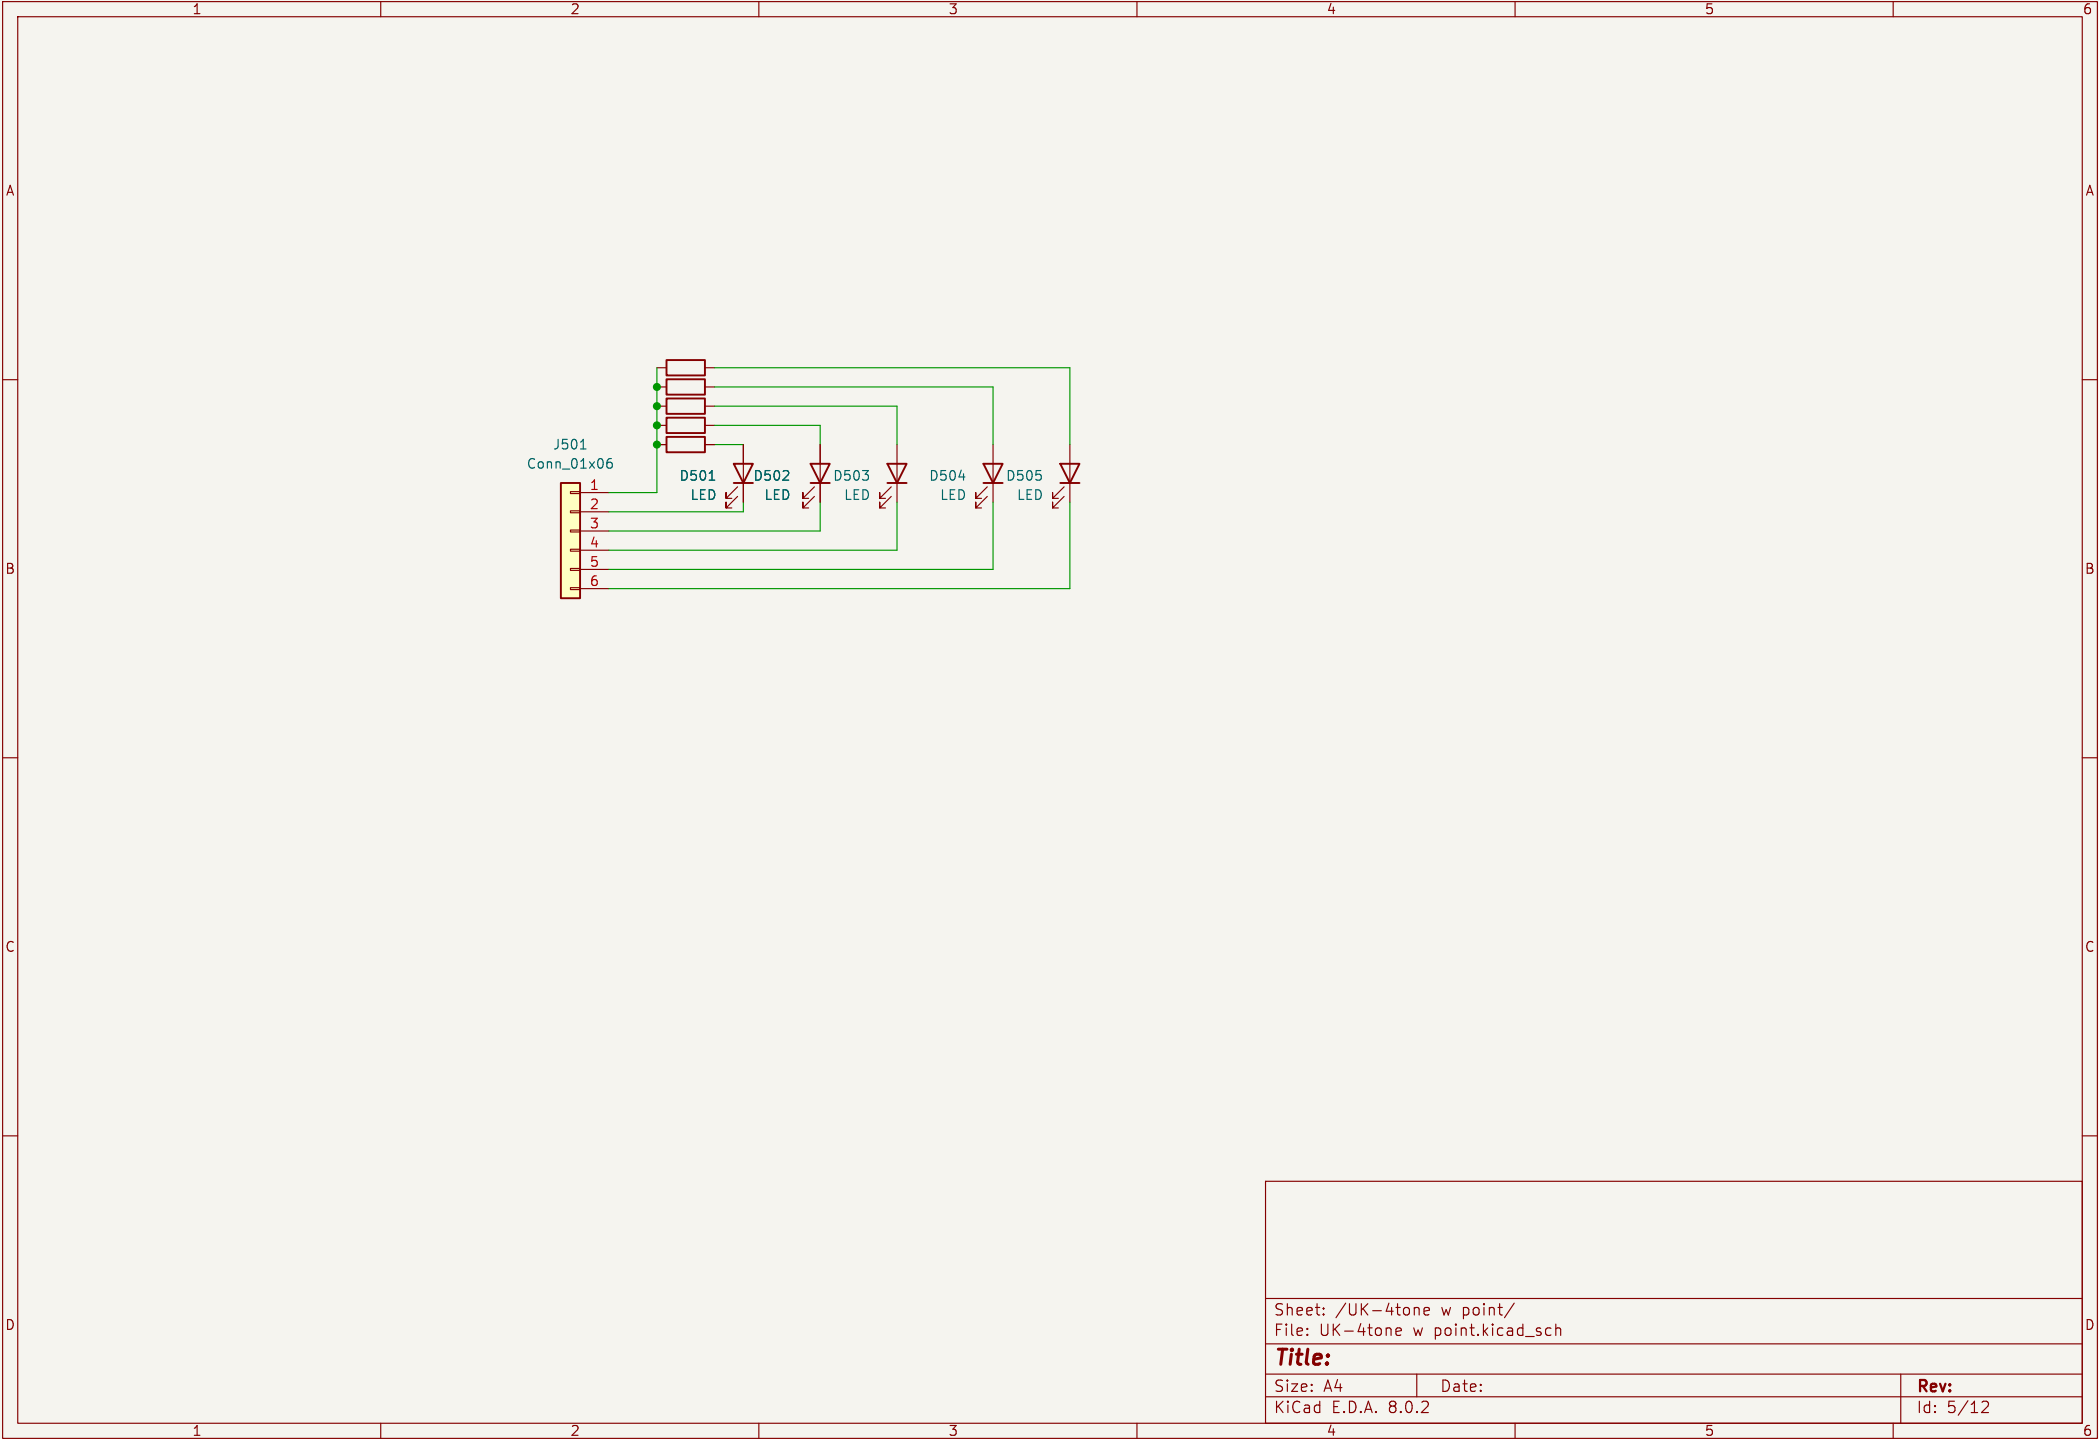 1 2 3 4 5 6
A A
J501
Conn_01x06
D501 D502 D503 D504 D505
LED LED LED LED LED
1
2
3
4
5
6
B B
C C
Sheet: /UK-4tone w point/
File: UK-4tone w point.kicad_sch
D D
Title:
Size: A4 Date: Rev:
KiCad E.D.A. 8.0.2 Id: 5/12
1 2 3 4 5 6